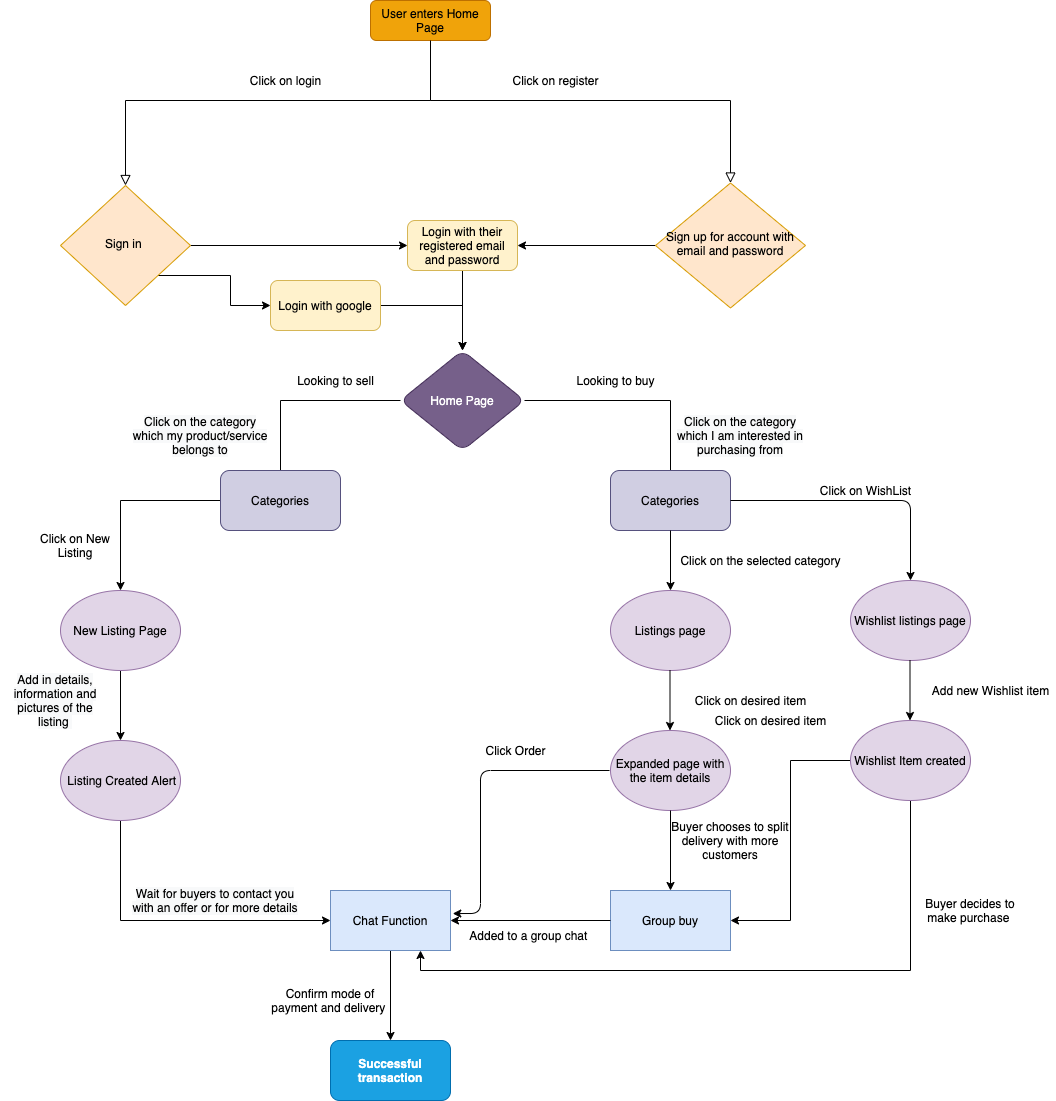 User enters Home
Page
Click on login
Click on register
Sign in
Login with their
registered email
and password
Sign up for account with
email and password
Login with google
Looking to sell
Home Page
Looking to buy
Click on the category
which my product/service
belongs to
Click on the category
which I am interested in
purchasing from
Categories
Categories
Click on WishList
Click on New
Listing
Click on the selected category
New Listing Page
Listings page
Wishlist listings page
Add in details,
information and
pictures of the
listing
Click on desired item
Click on desired item
Add new Wishlist item
Listing Created Alert
Click Order
Expanded page with
the item details
Wishlist Item created
Buyer chooses to split
delivery with more
customers
Wait for buyers to contact you
with an offer or for more details
Chat Function
Added to a group chat
Group buy
Buyer decides to
make purchase
Confirm mode of
payment and delivery
Successful
transaction